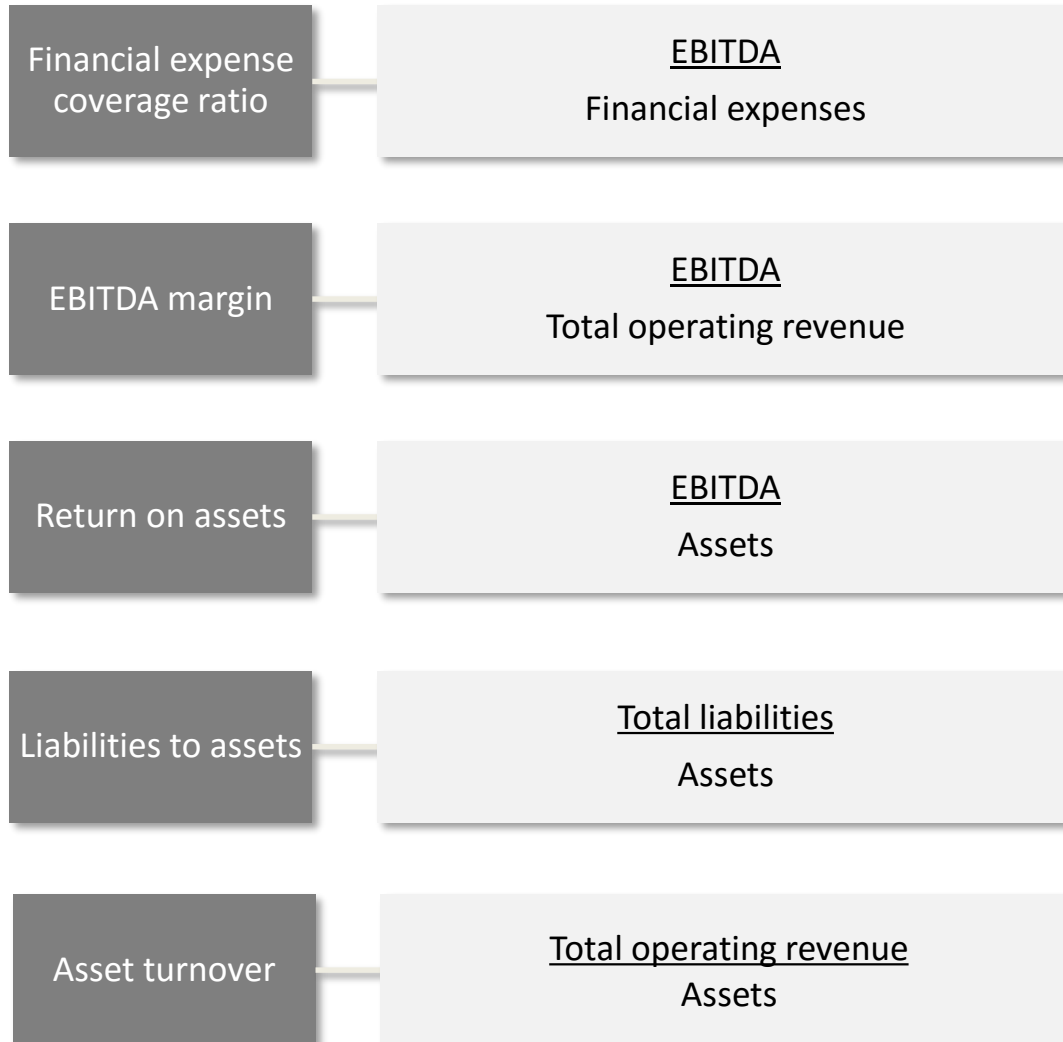 Financial expense
coverage ratio
EBITDA
Financial expenses
EBITDA margin
EBITDA
Total operating revenue
Return on assets
EBITDA
Assets
Liabilities to assets
Total liabilities
Assets
Asset turnover
Total operating revenue
Assets